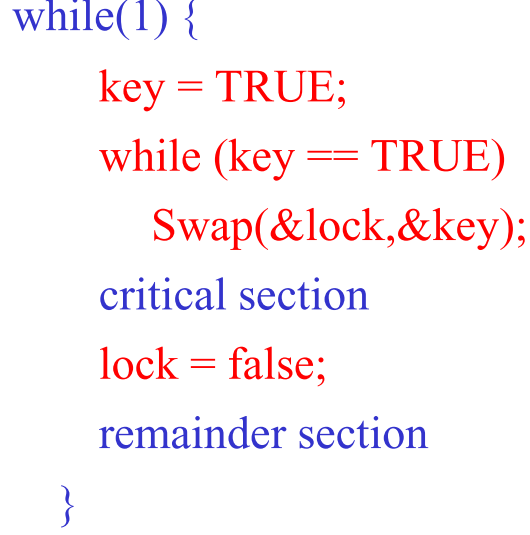 while(1) {
key = TRUE;
while (key == TRUE)
Swap(&lock,&key);
critical section
lock = false;
remainder section
}